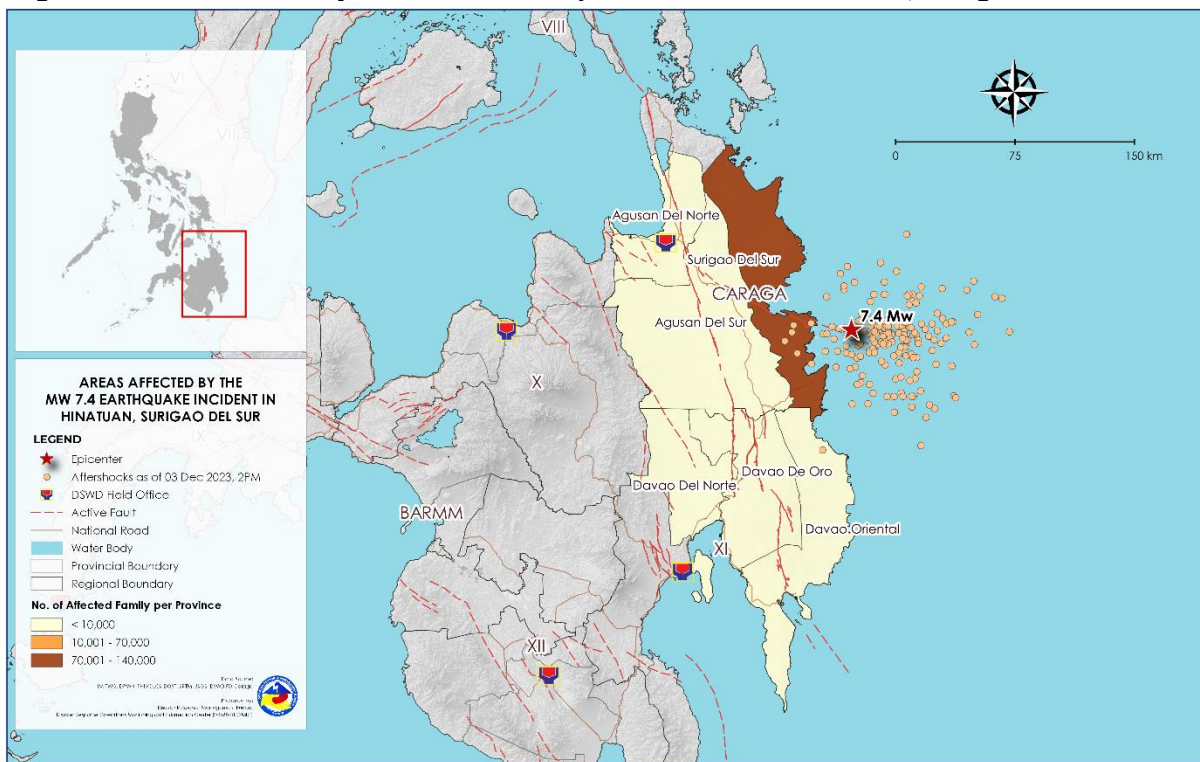 VIII
0 75 150 km
Agusan Del Norte
Surigao Del Sur
CARAGA
7.4 Mw
Agusan Del Sur
X
Davao De Oro
Davao Del Norte
BARMM
Davao Oriental
XI
XII
VI
VII
AREAS AFFECTED BY THE
MW 7.4 EARTHQUAKE INCIDENT IN
HINATUAN, SURIGAO DEL SUR
LEGEND
Epicenter
Aftershocks as of 03 Dec 2023, 2PM
DSWD Field Office
Active Fault
National Road
Water Body
Provincial Boundary
Regional Boundary
No. of Affected Family per Province
< 10,000
10,001 - 70,000
70,001 - 140,000